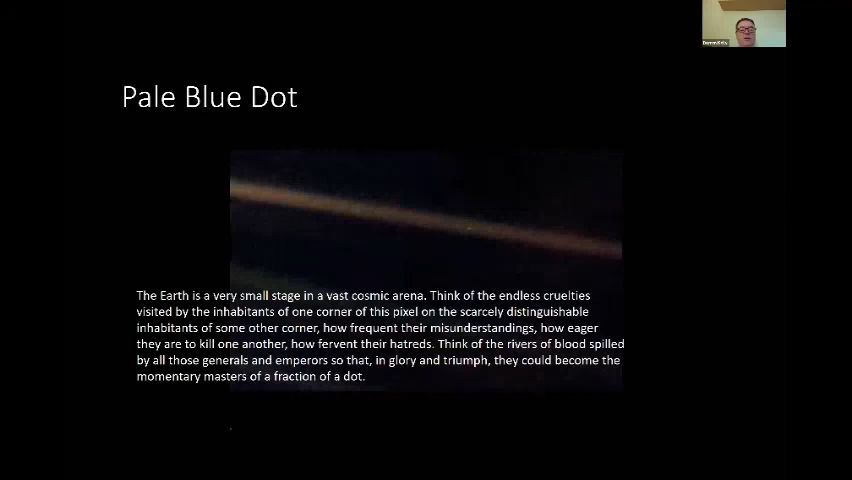 Pale Blue Dot
The Earth is a very small stage in a vast cosmic arena. Think of the endless cruelties
visited by the inhabitants of one corner of this pixel on the scarcely distinguishable
inhabitants of some other corner, how frequent their misunderstandings, how eager
they are to kill one another, how fervent their hatreds. Think of the rivers of blood spilled
by all those generals and emperors so that, in glory and triumph, they could become the
momentary masters of a fraction of a dot.